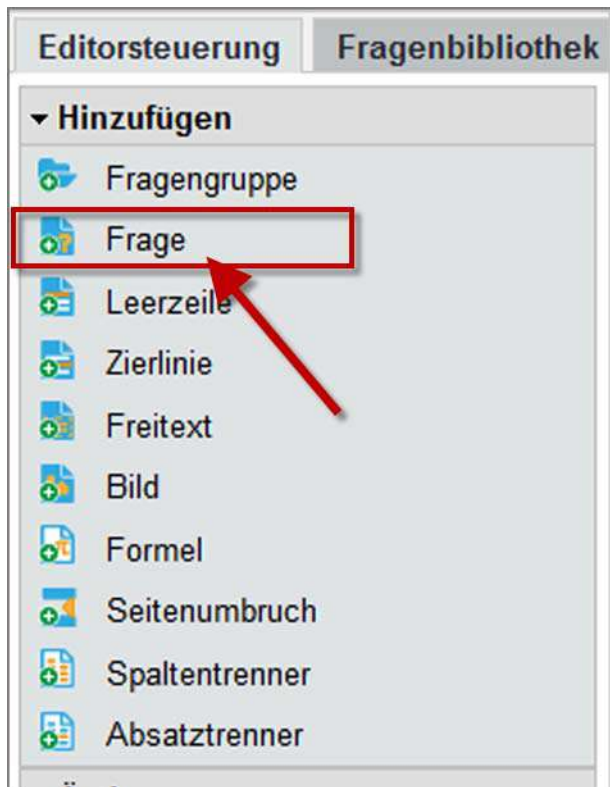 Editorsteuerung Fragenbibliothek
Hinzufügen
Fragengruppe
Frage
Leerzeile
Zierlinie
Freitext
Bild
Formel
Seitenumbruch
Spaltentrenner
Absatztrenner